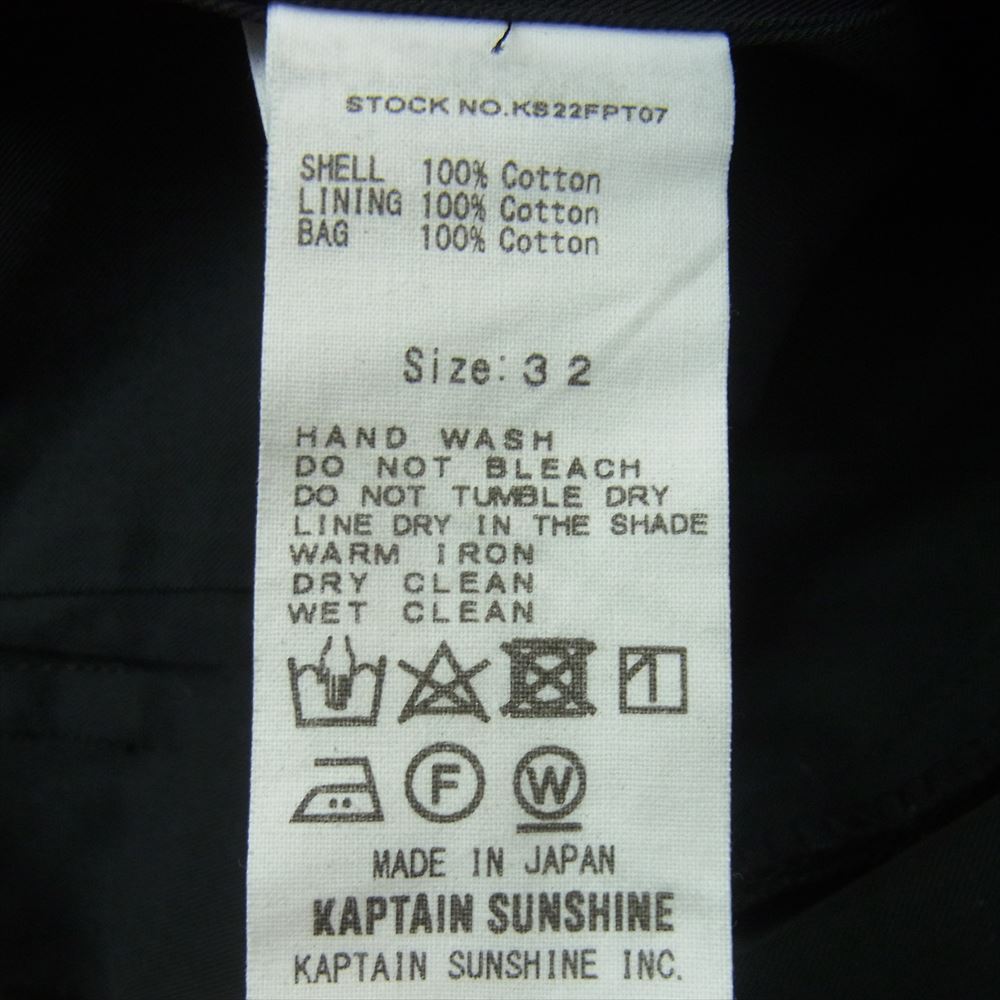 STOCK NO.KS22FPT07
SHELL 100% Cotton
LINING 100% Cotton
BAG 100% Cotton
Size: 32
HAND WASH
DO NOT BLEACH
DO NOT TUMBLE DRY
LINE DRY IN THE SHADE
WARM IRON
DRY CLEAN
WET CLEAN
F W
MADE IN JAPAN
KAPTAIN SUNSHINE
KAPTAIN SUNSHINE INC.